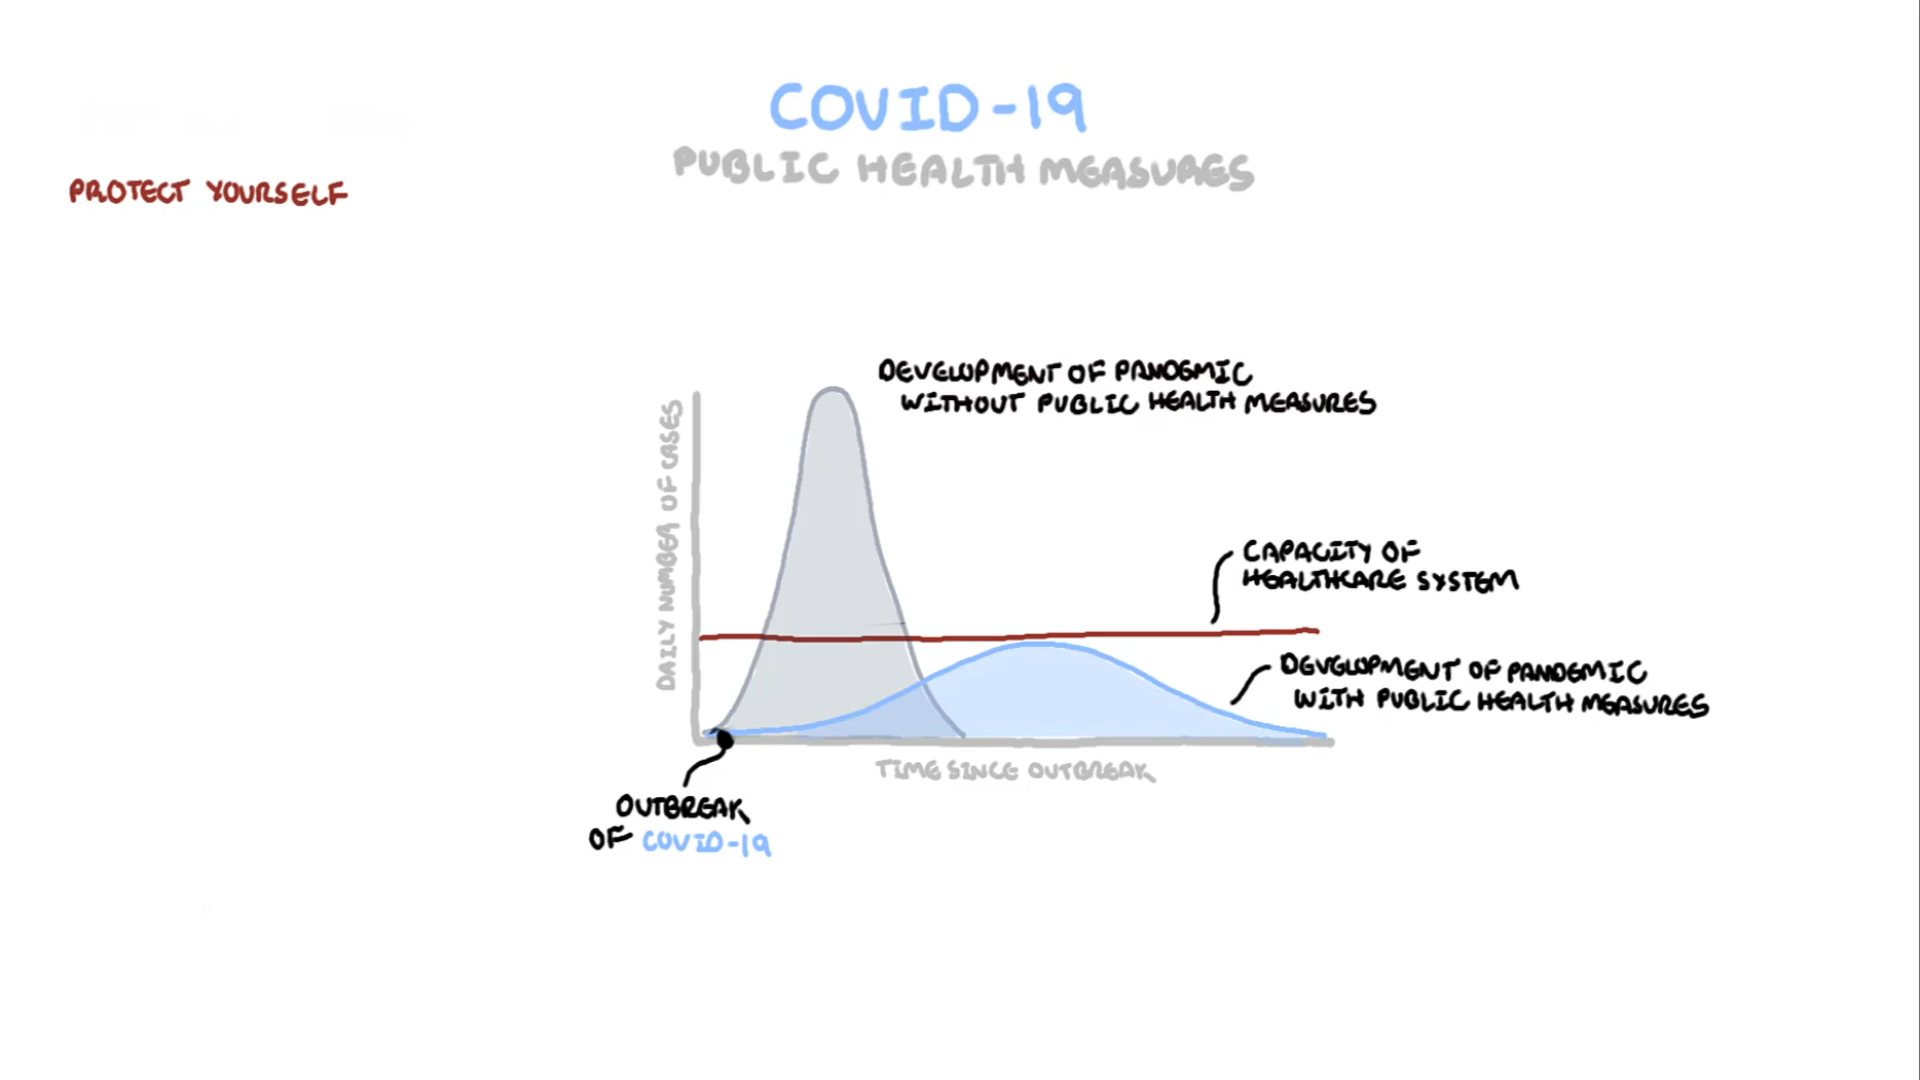 COVID-19
PUBLIC HEALTH MEASURES
PROTECT YOURSELF
DEVELOPMENT OF PANDEMIC
WITHOUT PUBLIC HEALTH MEASURES
DAILY NUMBER OF CASES
CAPACITY OF
HEALTHCARE SYSTEM
DEVELOPMENT OF PANDEMIC
WITH PUBLIC HEALTH MEASURES
TIME SINCE OUTBREAK
OUTBREAK
OF COVID-19